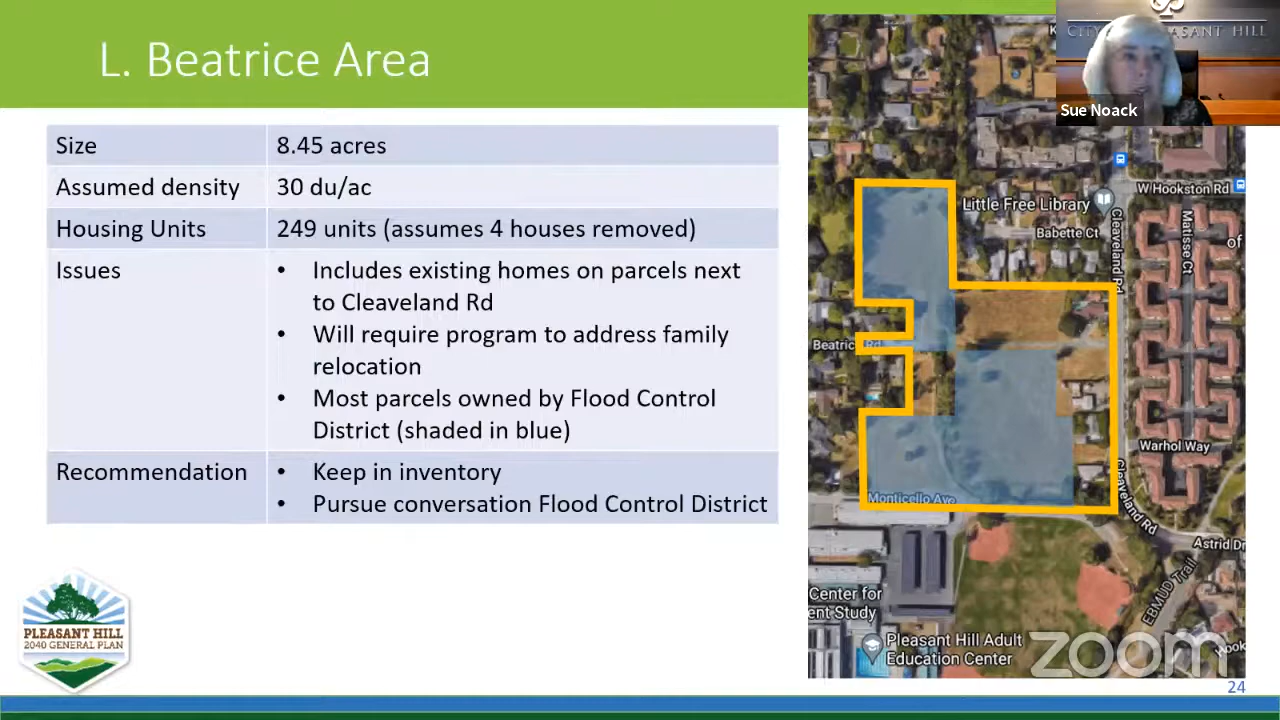 L. Beatrice Area
Size
8.45 acres
Assumed density
30 du/ac
Housing Units
249 units (assumes 4 houses removed)
Issues
• Includes existing homes on parcels next
to Cleaveland Rd
• Will require program to address family
relocation
• Most parcels owned by Flood Control
District (shaded in blue)
Recommendation
• Keep in inventory
• Pursue conversation Flood Control District
PLEASANT HILL
2040 GENERAL PLAN
W Hookston Rd
Little Free Library
Babette Ct
Cleaveland Rd
Matisse Ct
of
Beatrice Rd
Warhol Way
Monticello Ave
Cleaveland Rd
Astrid Dr
EBMUD Trail
Center for
ent Study
Pleasant Hill Adult
Education Center
Hook
zoom
24
Sue Noack